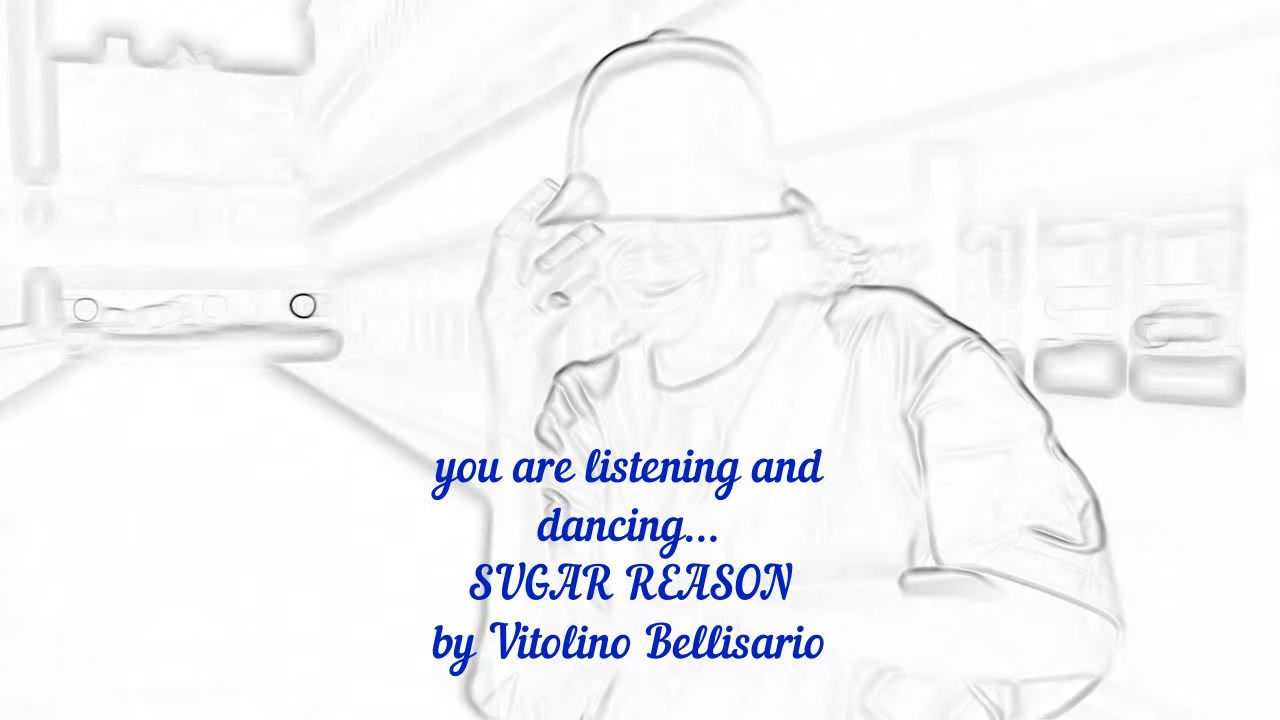 you are listening and
dancing...
SUGAR REASON
by Vitolino Bellisario